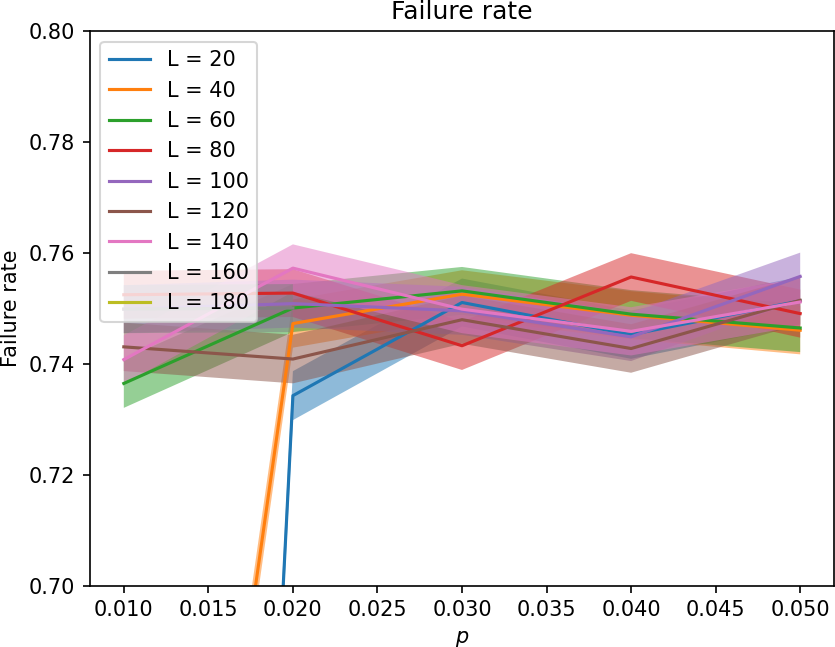 Failure rate
Failure rate
0.80
0.78
0.76
0.74
0.72
0.70
L = 20
L = 40
L = 60
L = 80
L = 100
L = 120
L = 140
L = 160
L = 180
0.010 0.015 0.020 0.025 0.030 0.035 0.040 0.045 0.050
p